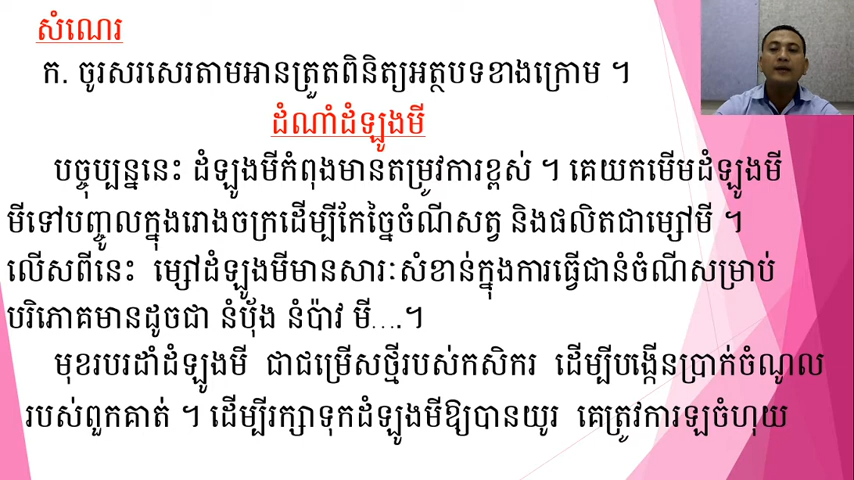 សំណេរ
ក. ចូរសរសេរតាមអានត្រួតពិនិត្យអត្ថបទខាងក្រោម ។
ដំណាំដំឡូងមី
បច្ចុប្បន្ននេះ ដំឡូងមីកំពុងមានតម្រូវការខ្ពស់ ។ គេយកមើមដំឡូងមី
មីទៅបញ្ចូលក្នុងរោងចក្រដើម្បីកែច្នៃចំណីសត្វ និងផលិតជាម្សៅមី ។
លើសពីនេះ ម្សៅដំឡូងមីមានសារៈសំខាន់ក្នុងការធ្វើជានំចំណីសម្រាប់
បរិភោគមានដូចជា នំបុ័ង នំប៉ាវ មី….។
មុខរបរដាំដំឡូងមី ជាជម្រើសថ្មីរបស់កសិករ ដើម្បីបង្កើនប្រាក់ចំណូល
របស់ពួកគាត់ ។ ដើម្បីរក្សាទុកដំឡូងមីឱ្យបានយូរ គេត្រូវការឡចំហុយ